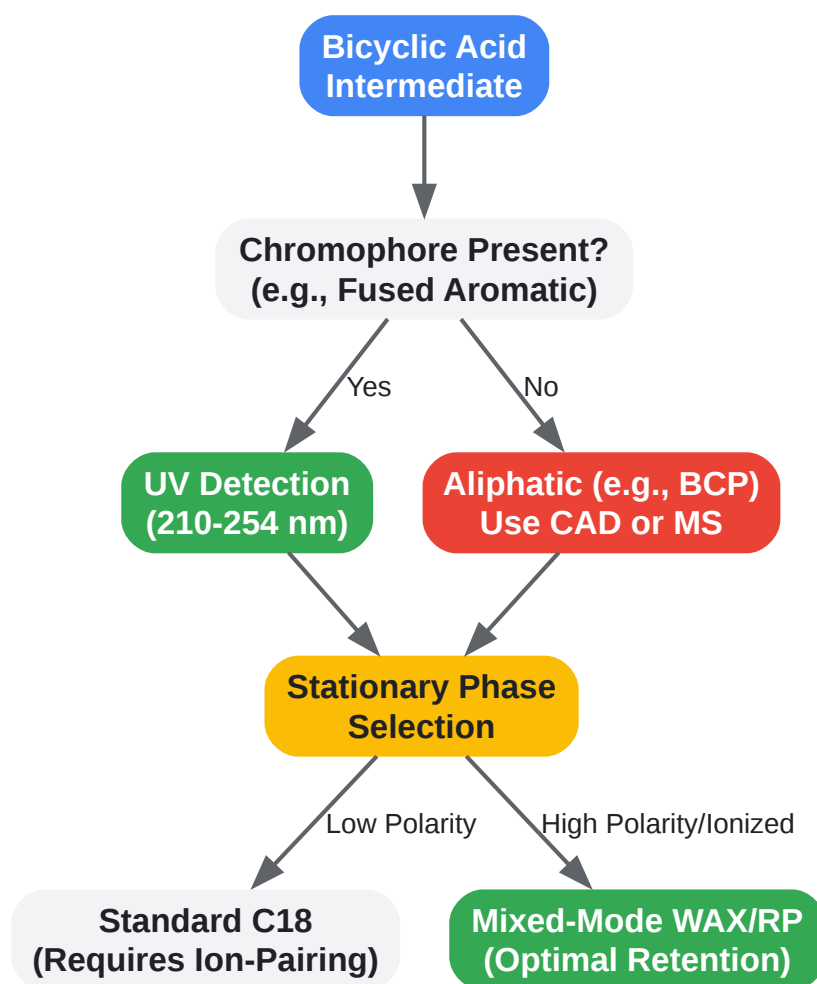 Bicyclic Acid
Intermediate
Chromophore Present?
(e.g., Fused Aromatic)
Yes
No
UV Detection
(210-254 nm)
Aliphatic (e.g., BCP)
Use CAD or MS
Stationary Phase
Selection
Low Polarity
High Polarity/Ionized
Standard C18
(Requires Ion-Pairing)
Mixed-Mode WAX/RP
(Optimal Retention)